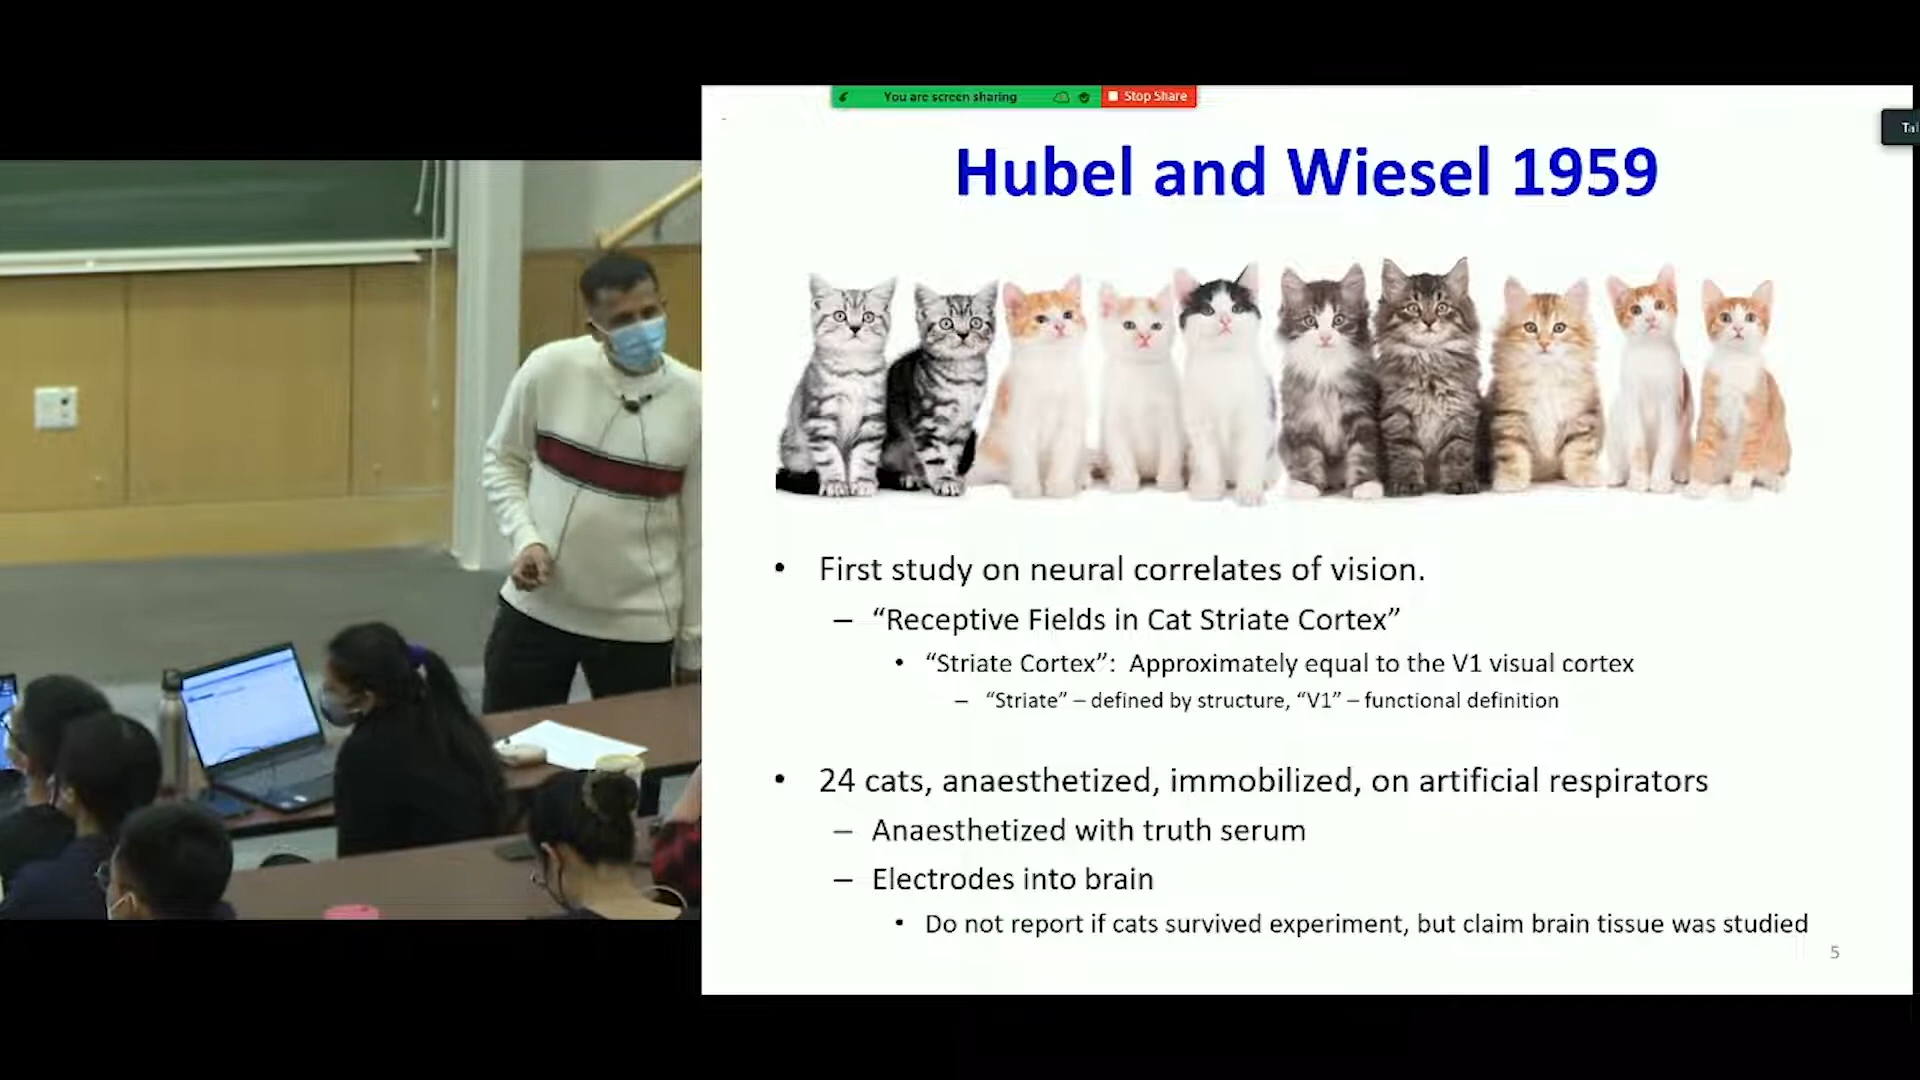 You are screen sharing
Stop Share
Hubel and Wiesel 1959
• First study on neural correlates of vision.
– “Receptive Fields in Cat Striate Cortex”
• “Striate Cortex”: Approximately equal to the V1 visual cortex
– “Striate” – defined by structure, “V1” – functional definition
• 24 cats, anaesthetized, immobilized, on artificial respirators
– Anaesthetized with truth serum
– Electrodes into brain
• Do not report if cats survived experiment, but claim brain tissue was studied
5